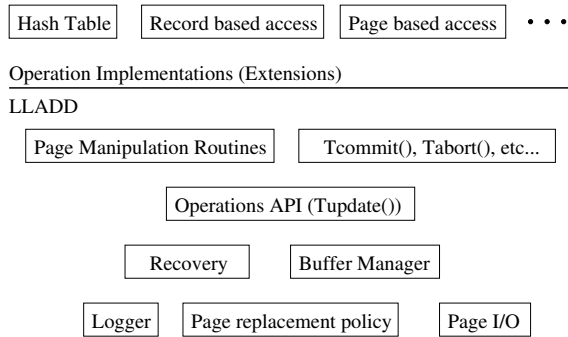 Hash Table Record based access Page based access . . .
Operation Implementations (Extensions)
LLADD
Page Manipulation Routines Tcommit(), Tabort(), etc...
Operations API (Tupdate())
Recovery Buffer Manager
Logger Page replacement policy Page I/O